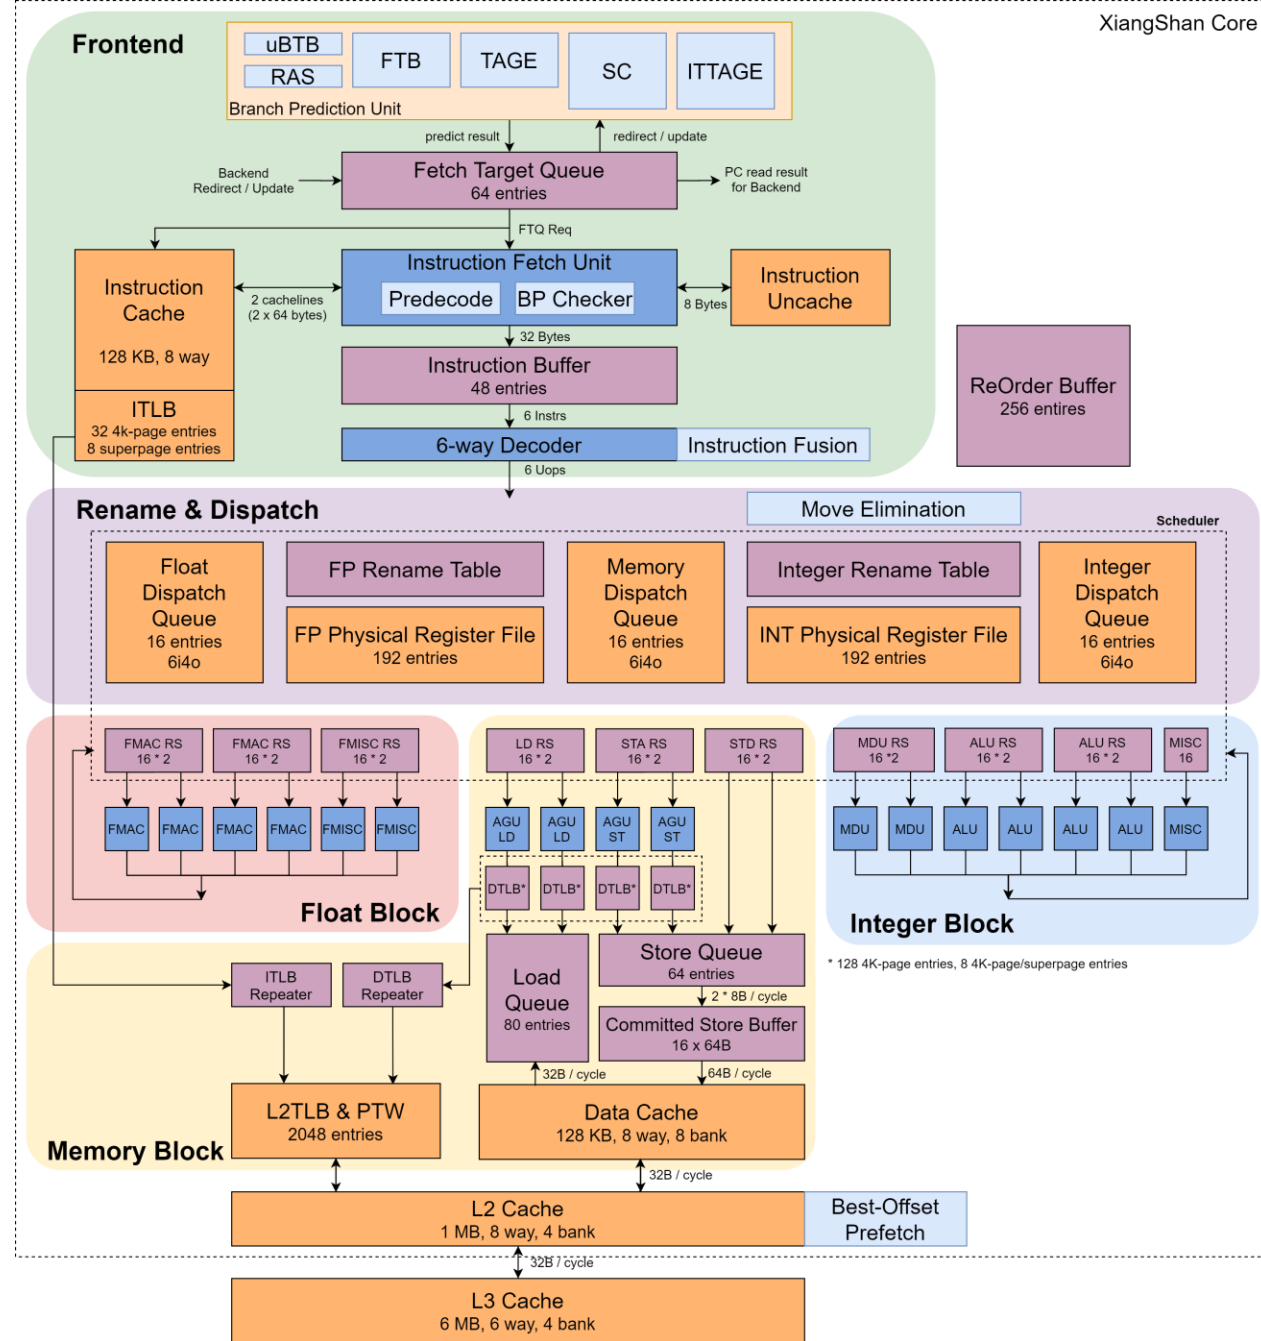 XiangShan Core
Frontend
uBTB
RAS
FTB
TAGE
SC
ITTAGE
Branch Prediction Unit
predict result
redirect / update
Backend
Redirect / Update
Fetch Target Queue
64 entries
PC read result
for Backend
FTQ Req
Instruction
Cache
128 KB, 8 way
2 cachelines
(2 x 64 bytes)
Instruction Fetch Unit
Predecode
BP Checker
8 Bytes
Instruction
Uncache
32 Bytes
Instruction Buffer
48 entries
ReOrder Buffer
256 entires
ITLB
32 4k-page entries
8 superpage entries
6 Instrs
6-way Decoder
Instruction Fusion
6 Uops
Rename & Dispatch
Move Elimination
Scheduler
Float
Dispatch
Queue
16 entries
6i4o
FP Rename Table
FP Physical Register File
192 entries
Memory
Dispatch
Queue
16 entries
6i4o
Integer Rename Table
INT Physical Register File
192 entries
Integer
Dispatch
Queue
16 entries
6i4o
FMAC RS
16 * 2
FMAC RS
16 * 2
FMISC RS
16 * 2
LD RS
16 * 2
STA RS
16 * 2
STD RS
16 * 2
MDU RS
16 *2
ALU RS
16 * 2
ALU RS
16 * 2
MISC
16
FMAC
FMAC
FMAC
FMAC
FMISC
FMISC
AGU
LD
AGU
LD
AGU
ST
AGU
ST
MDU
MDU
ALU
ALU
ALU
ALU
MISC
DTLB*
DTLB*
DTLB*
DTLB*
Float Block
Integer Block
* 128 4K-page entries, 8 4K-page/superpage entries
ITLB
Repeater
DTLB
Repeater
Load
Queue
80 entries
Store Queue
64 entries
2 * 8B / cycle
Committed Store Buffer
16 x 64B
32B / cycle
64B / cycle
L2TLB & PTW
2048 entries
Data Cache
128 KB, 8 way, 8 bank
Memory Block
32B / cycle
L2 Cache
1 MB, 8 way, 4 bank
Best-Offset
Prefetch
32B / cycle
L3 Cache
6 MB, 6 way, 4 bank